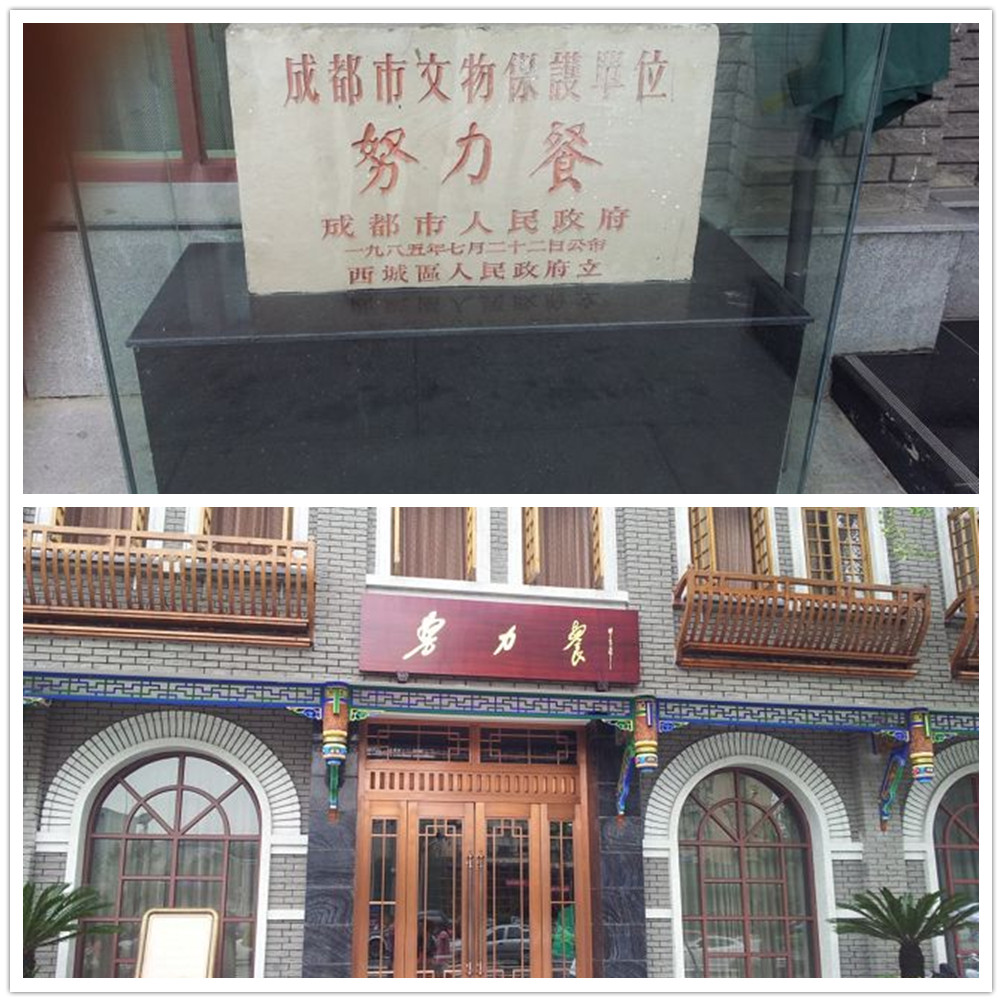 成都市文物保護單位
努力餐
成都市人民政府
一九八五年七月二十二日公布
西城區人民政府立
努力餐